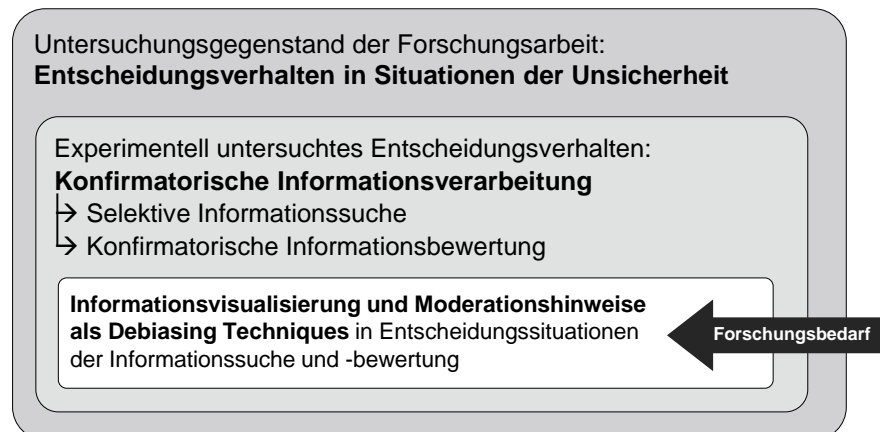 Untersuchungsgegenstand der Forschungsarbeit:
Entscheidungsverhalten in Situationen der Unsicherheit
Experimentell untersuchtes Entscheidungsverhalten:
Konfirmatorische Informationsverarbeitung
→ Selektive Informationssuche
→ Konfirmatorische Informationsbewertung
Informationsvisualisierung und Moderationshinweise
als Debiasing Techniques in Entscheidungssituationen
der Informationssuche und -bewertung
Forschungsbedarf